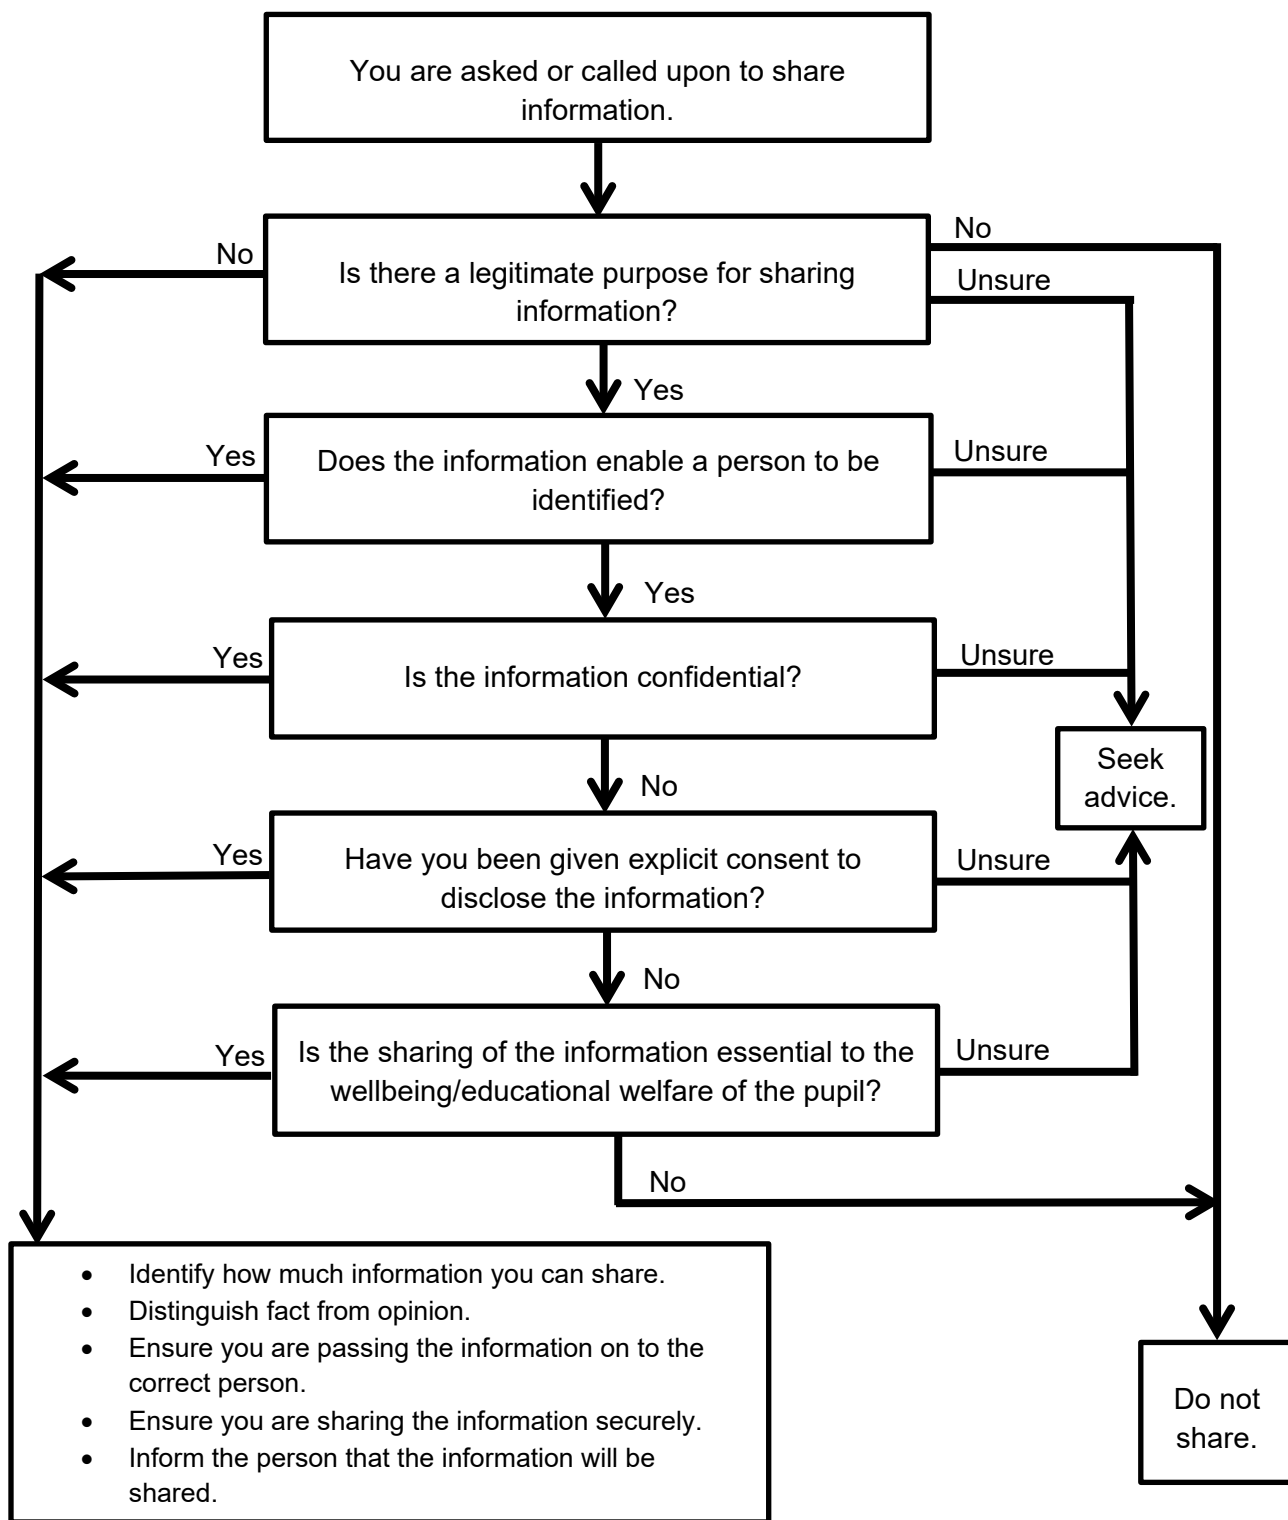 You are asked or called upon to share
information.
No
No
Is there a legitimate purpose for sharing
information?
Unsure
Yes
Yes
Does the information enable a person to be
identified?
Unsure
Yes
Yes
Is the information confidential?
Unsure
Seek
advice.
No
Yes
Have you been given explicit consent to
disclose the information?
Unsure
No
Yes
Is the sharing of the information essential to the
wellbeing/educational welfare of the pupil?
Unsure
No
• Identify how much information you can share.
• Distinguish fact from opinion.
• Ensure you are passing the information on to the
correct person.
• Ensure you are sharing the information securely.
• Inform the person that the information will be
shared.
Do not
share.